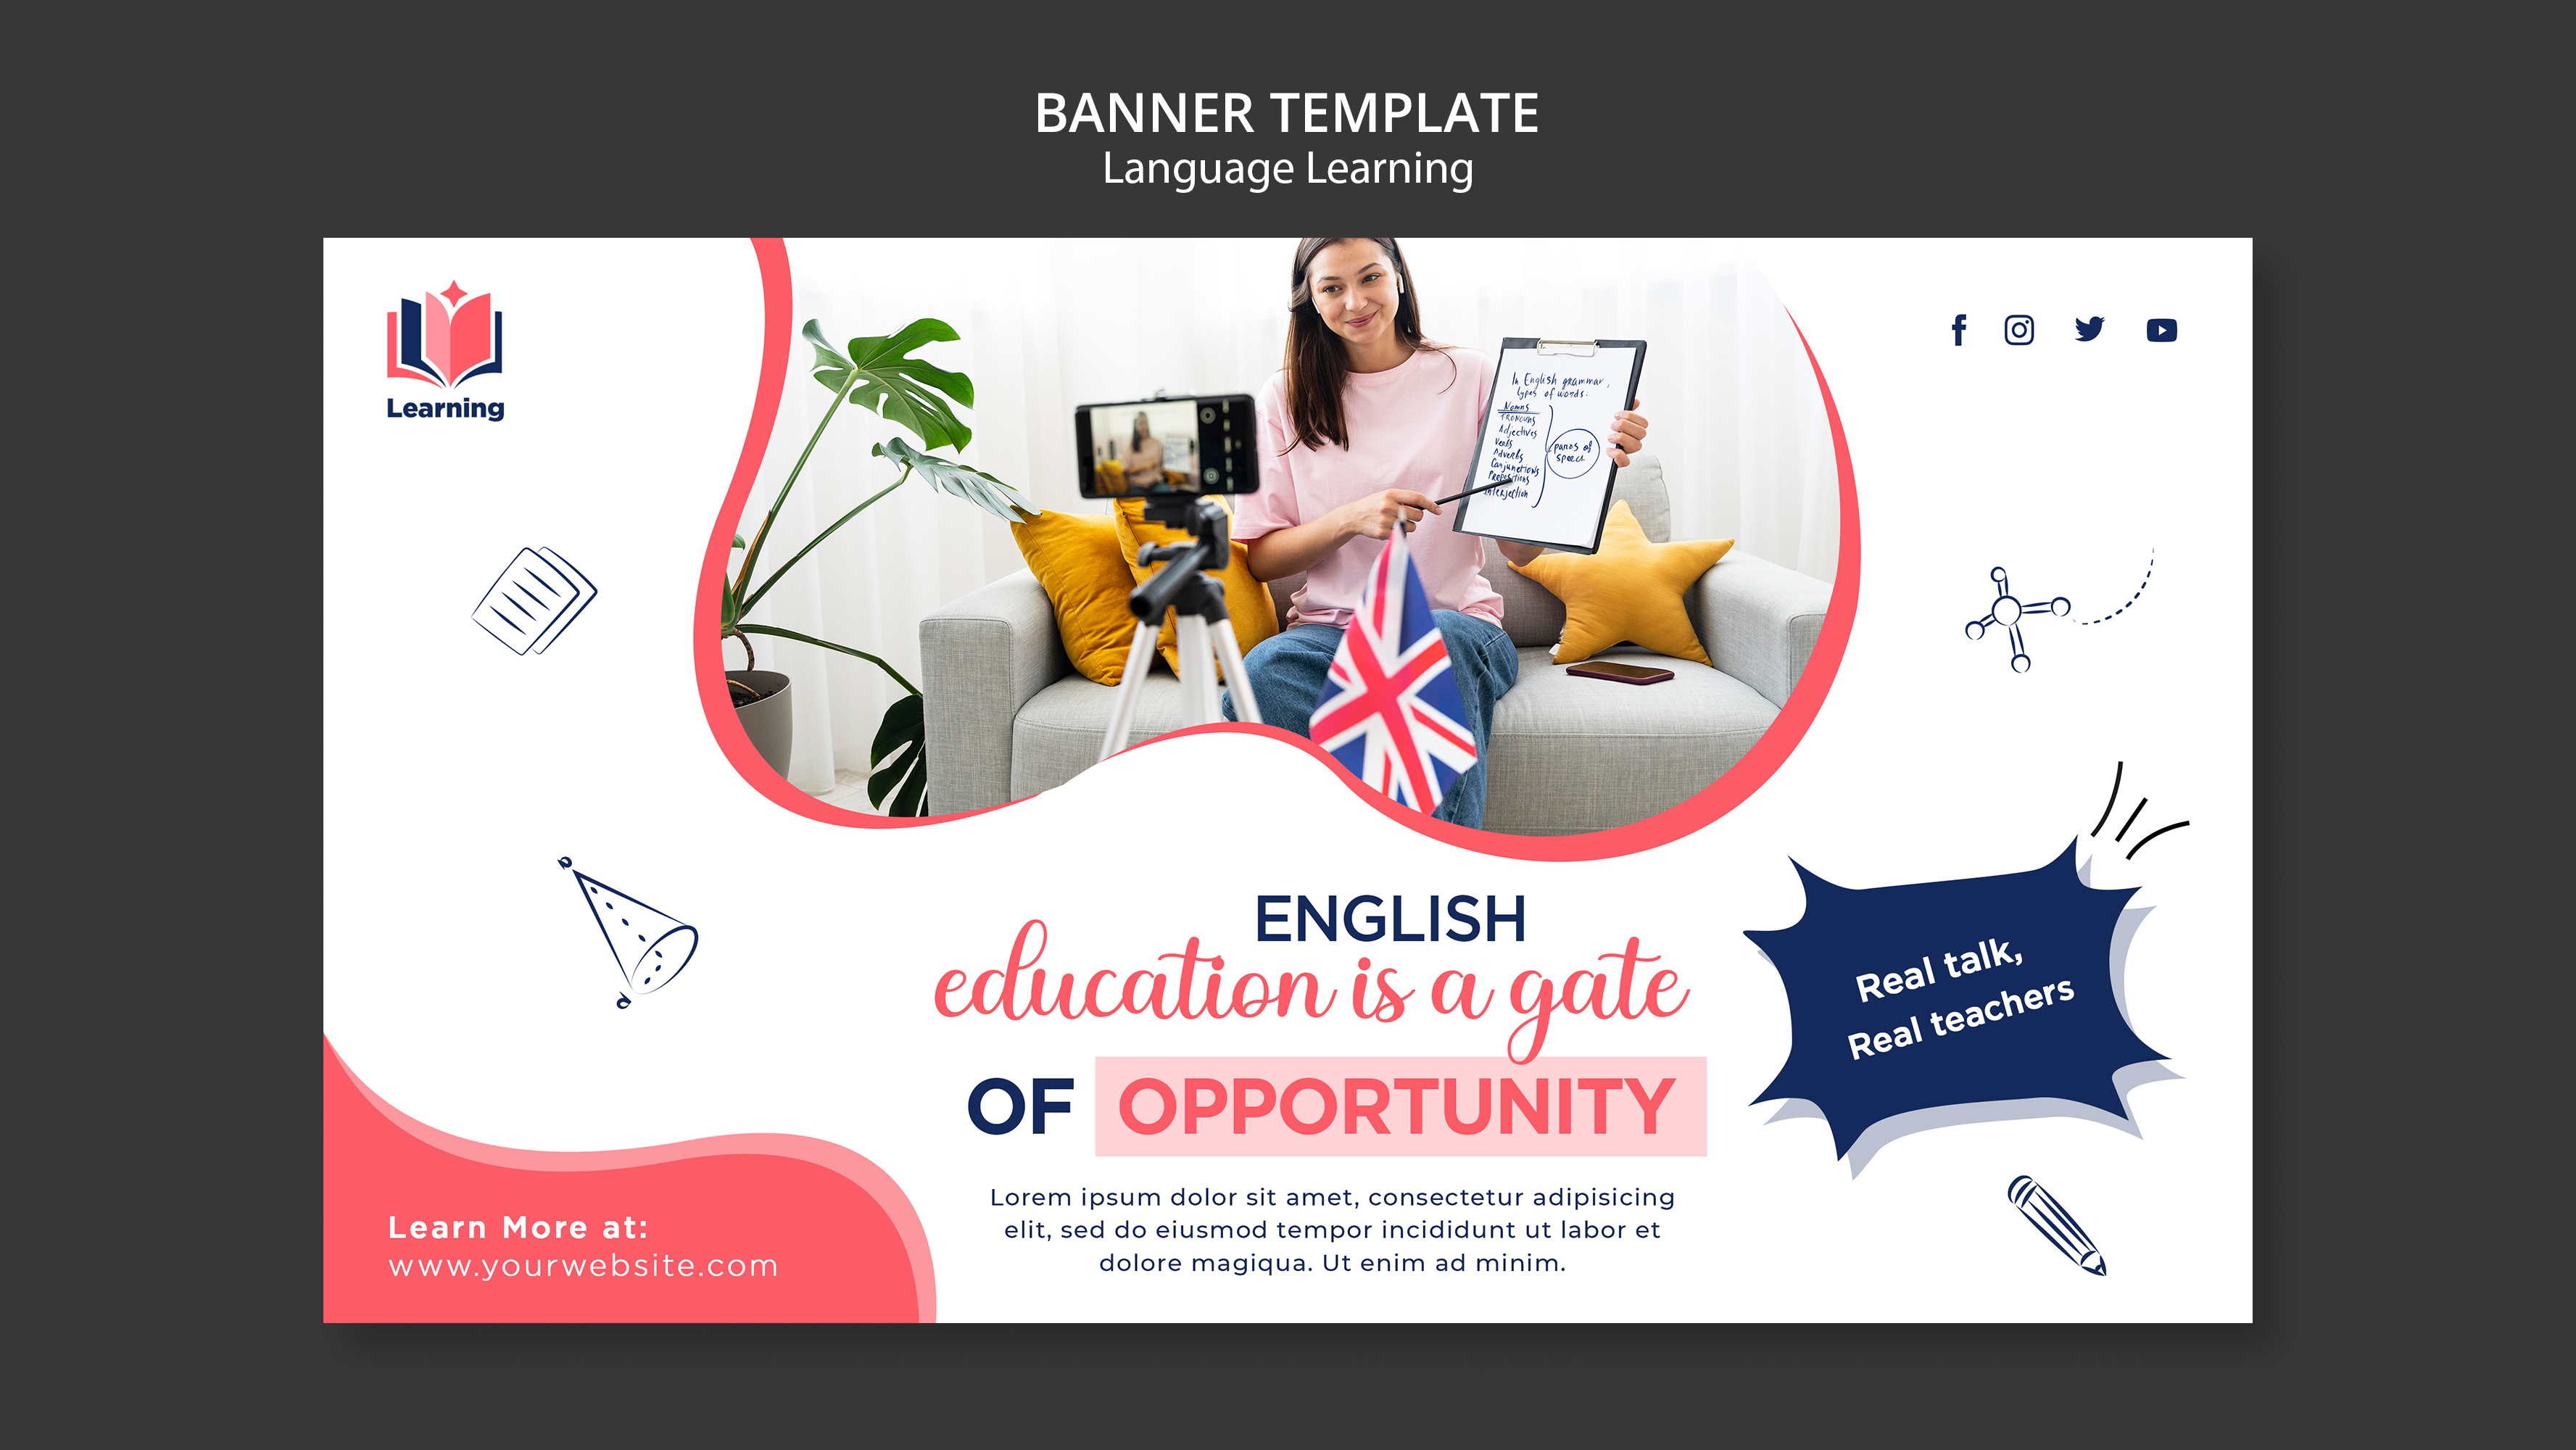 BANNER TEMPLATE
Language Learning
Learning
In English grammar,
types of words:
Nouns
Pronouns
Adjectives
Verbs
Adverbs
Conjunctions
Prepositions
Interjection
speech
ENGLISH
education is a gate
OF OPPORTUNITY
Real talk,
Real teachers
Lorem ipsum dolor sit amet, consectetur adipisicing
elit, sed do eiusmod tempor incididunt ut labor et
dolore magiqua. Ut enim ad minim.
Learn More at:
www.yourwebsite.com